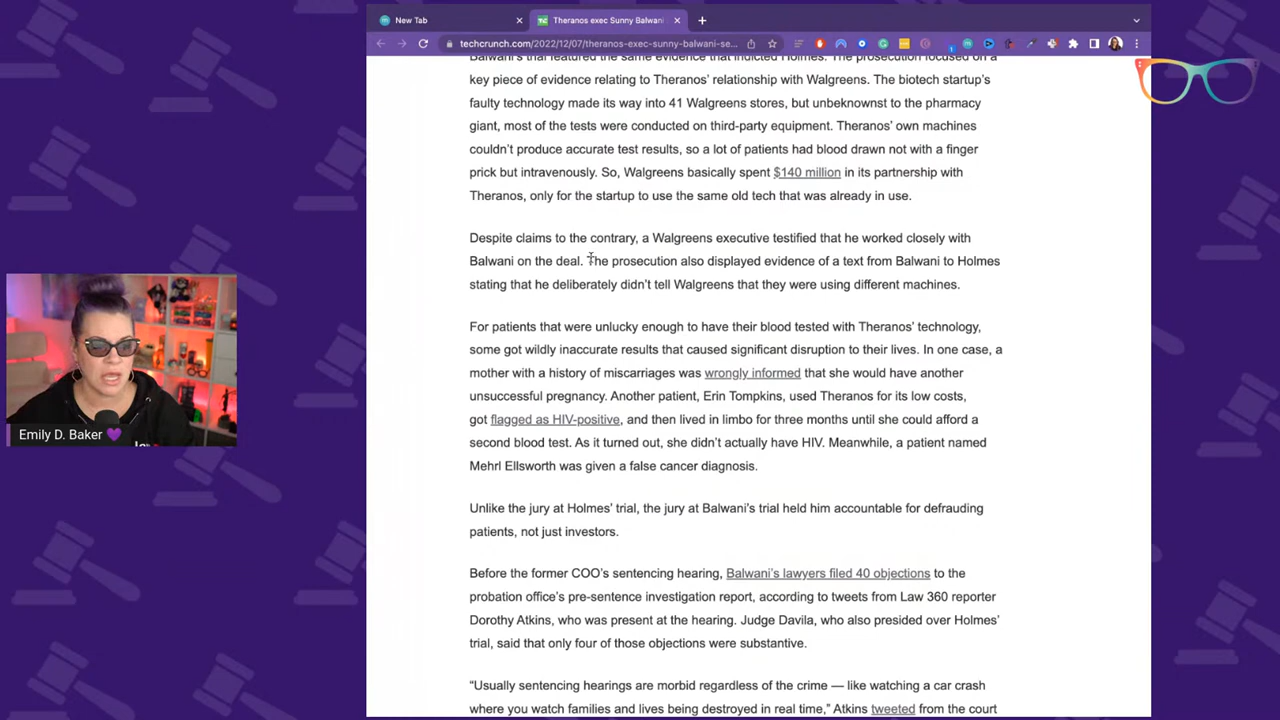 New Tab
Theranos exec Sunny Balwani
techcrunch.com/2022/12/07/theranos-exec-sunny-balwani-se...
Balwani's trial featured the same evidence that indicted Holmes. The prosecution focused on a
key piece of evidence relating to Theranos' relationship with Walgreens. The biotech startup's
faulty technology made its way into 41 Walgreens stores, but unbeknownst to the pharmacy
giant, most of the tests were conducted on third-party equipment. Theranos' own machines
couldn't produce accurate test results, so a lot of patients had blood drawn not with a finger
prick but intravenously. So, Walgreens basically spent $140 million in its partnership with
Theranos, only for the startup to use the same old tech that was already in use.
Despite claims to the contrary, a Walgreens executive testified that he worked closely with
Balwani on the deal. The prosecution also displayed evidence of a text from Balwani to Holmes
stating that he deliberately didn't tell Walgreens that they were using different machines.
For patients that were unlucky enough to have their blood tested with Theranos' technology,
some got wildly inaccurate results that caused significant disruption to their lives. In one case, a
mother with a history of miscarriages was wrongly informed that she would have another
unsuccessful pregnancy. Another patient, Erin Tompkins, used Theranos for its low costs,
got flagged as HIV-positive, and then lived in limbo for three months until she could afford a
second blood test. As it turned out, she didn't actually have HIV. Meanwhile, a patient named
Mehrl Ellsworth was given a false cancer diagnosis.
Unlike the jury at Holmes' trial, the jury at Balwani's trial held him accountable for defrauding
patients, not just investors.
Before the former COO's sentencing hearing, Balwani's lawyers filed 40 objections to the
probation office's pre-sentence investigation report, according to tweets from Law 360 reporter
Dorothy Atkins, who was present at the hearing. Judge Davila, who also presided over Holmes'
trial, said that only four of those objections were substantive.
“Usually sentencing hearings are morbid regardless of the crime — like watching a car crash
where you watch families and lives being destroyed in real time,” Atkins tweeted from the court
Emily D. Baker 💜